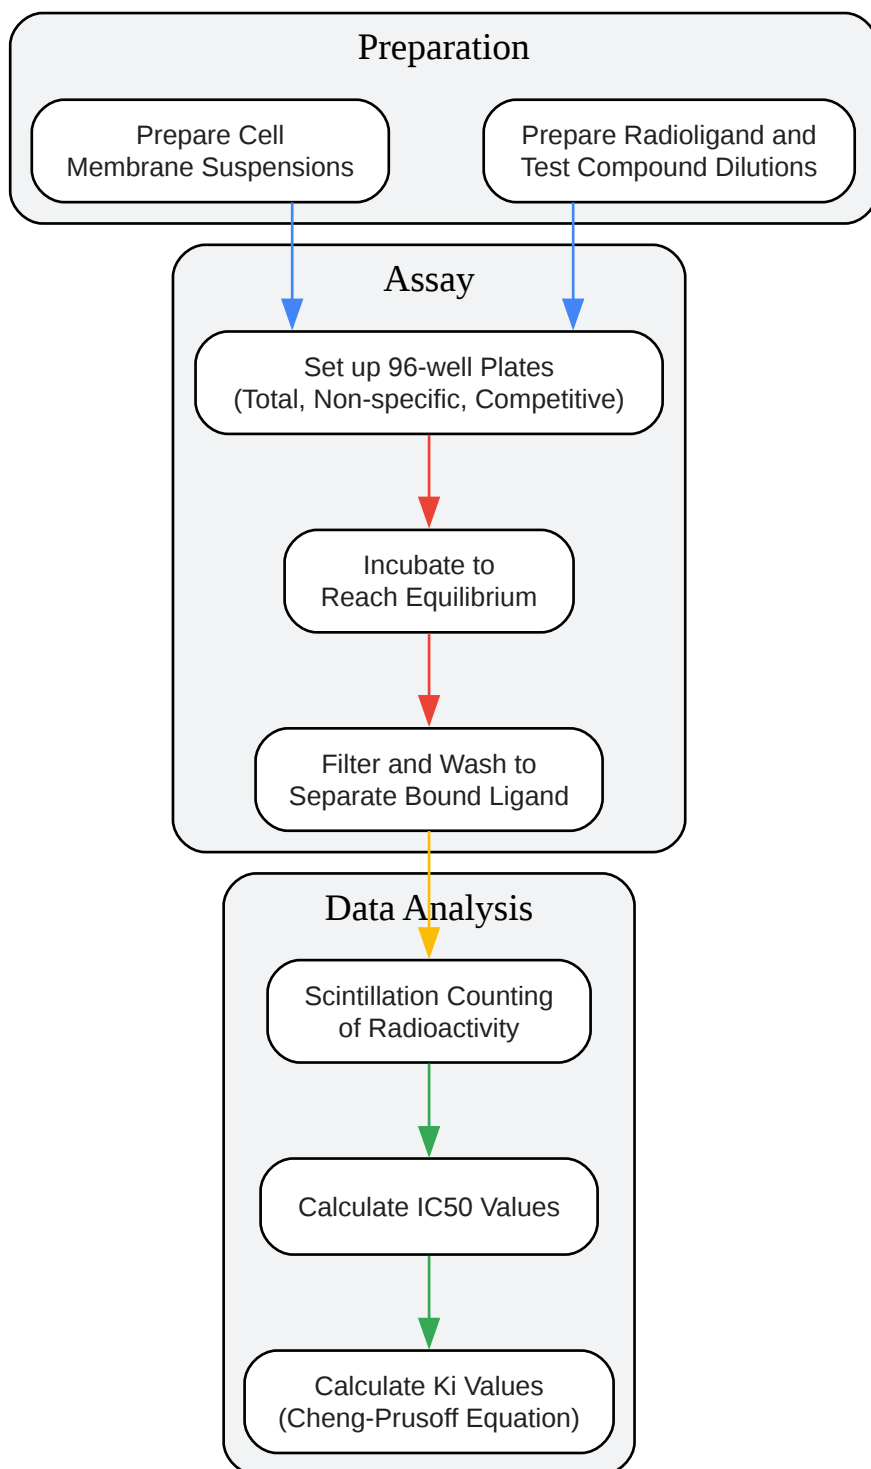 Preparation
Prepare Cell
Membrane Suspensions
Prepare Radioligand and
Test Compound Dilutions
Assay
Set up 96-well Plates
(Total, Non-specific, Competitive)
Incubate to
Reach Equilibrium
Filter and Wash to
Separate Bound Ligand
Data Analysis
Scintillation Counting
of Radioactivity
Calculate IC50 Values
Calculate Ki Values
(Cheng-Prusoff Equation)